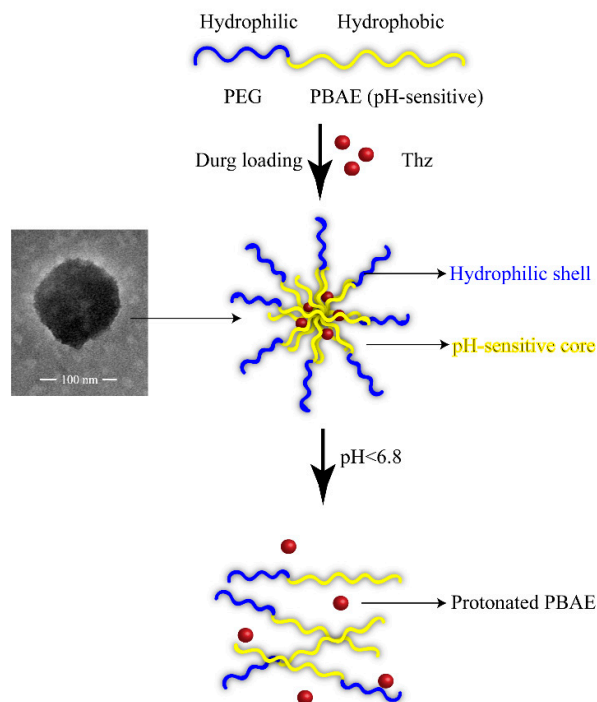 Hydrophilic Hydrophobic
PEG PBAE (pH-sensitive)
Durg loading Thz
Hydrophilic shell
100 nm
pH-sensitive core
pH<6.8
Protonated PBAE